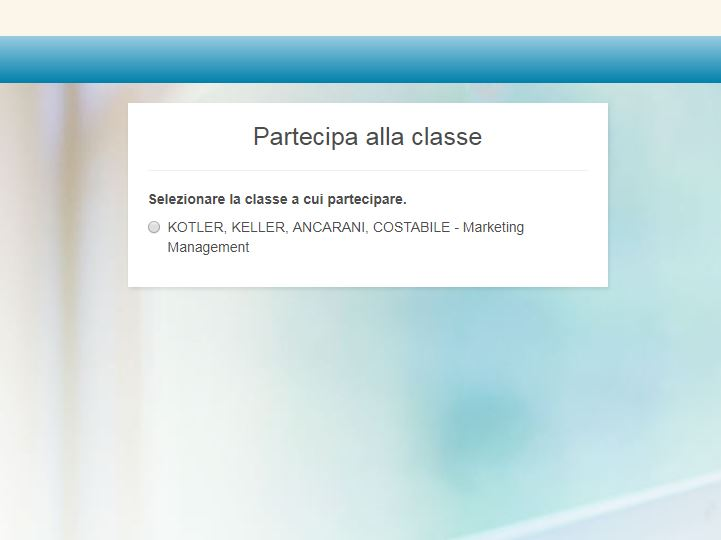 Partecipa alla classe
Selezionare la classe a cui partecipare.
KOTLER, KELLER, ANCARANI, COSTABILE - Marketing
Management